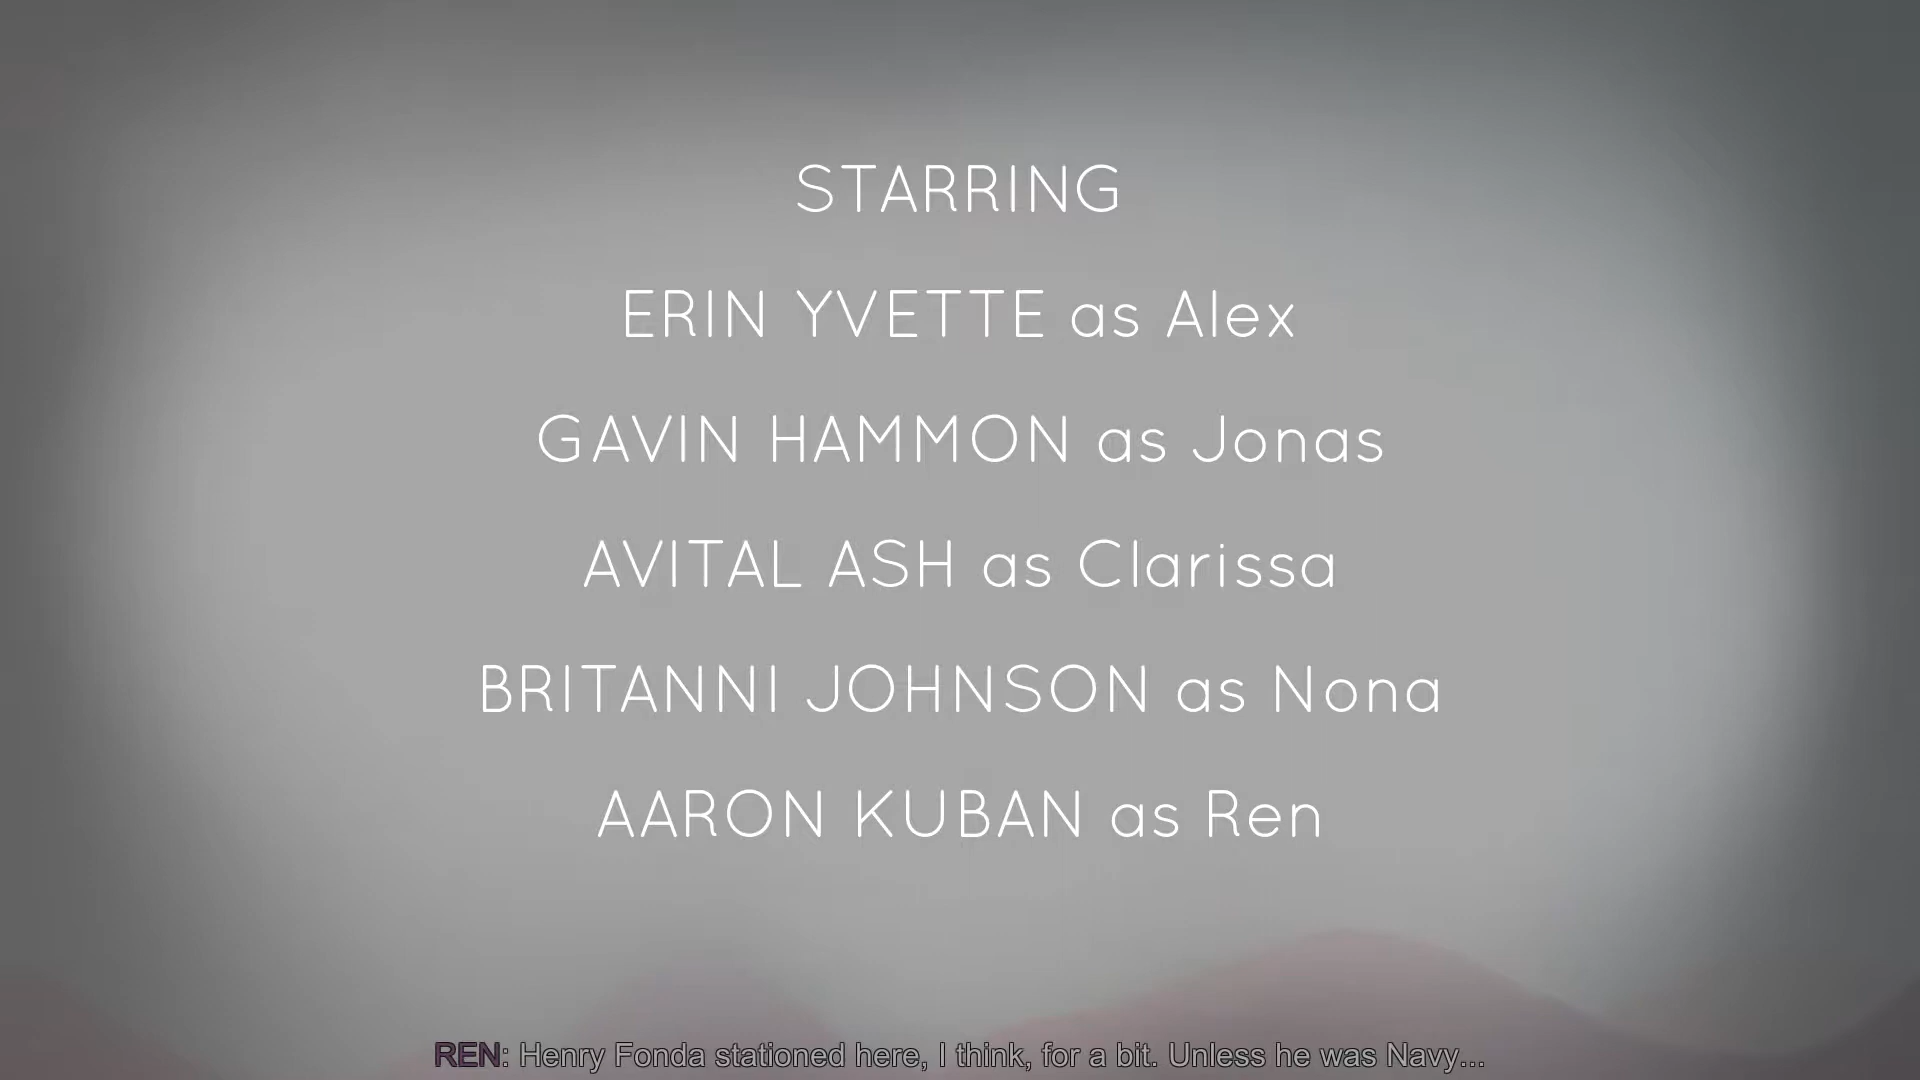 STARRING
ERIN YVETTE as Alex
GAVIN HAMMON as Jonas
AVITAL ASH as Clarissa
BRITANNI JOHNSON as Nona
AARON KUBAN as Ren
REN: Henry Fonda stationed here, I think, for a bit. Unless he was Navy...